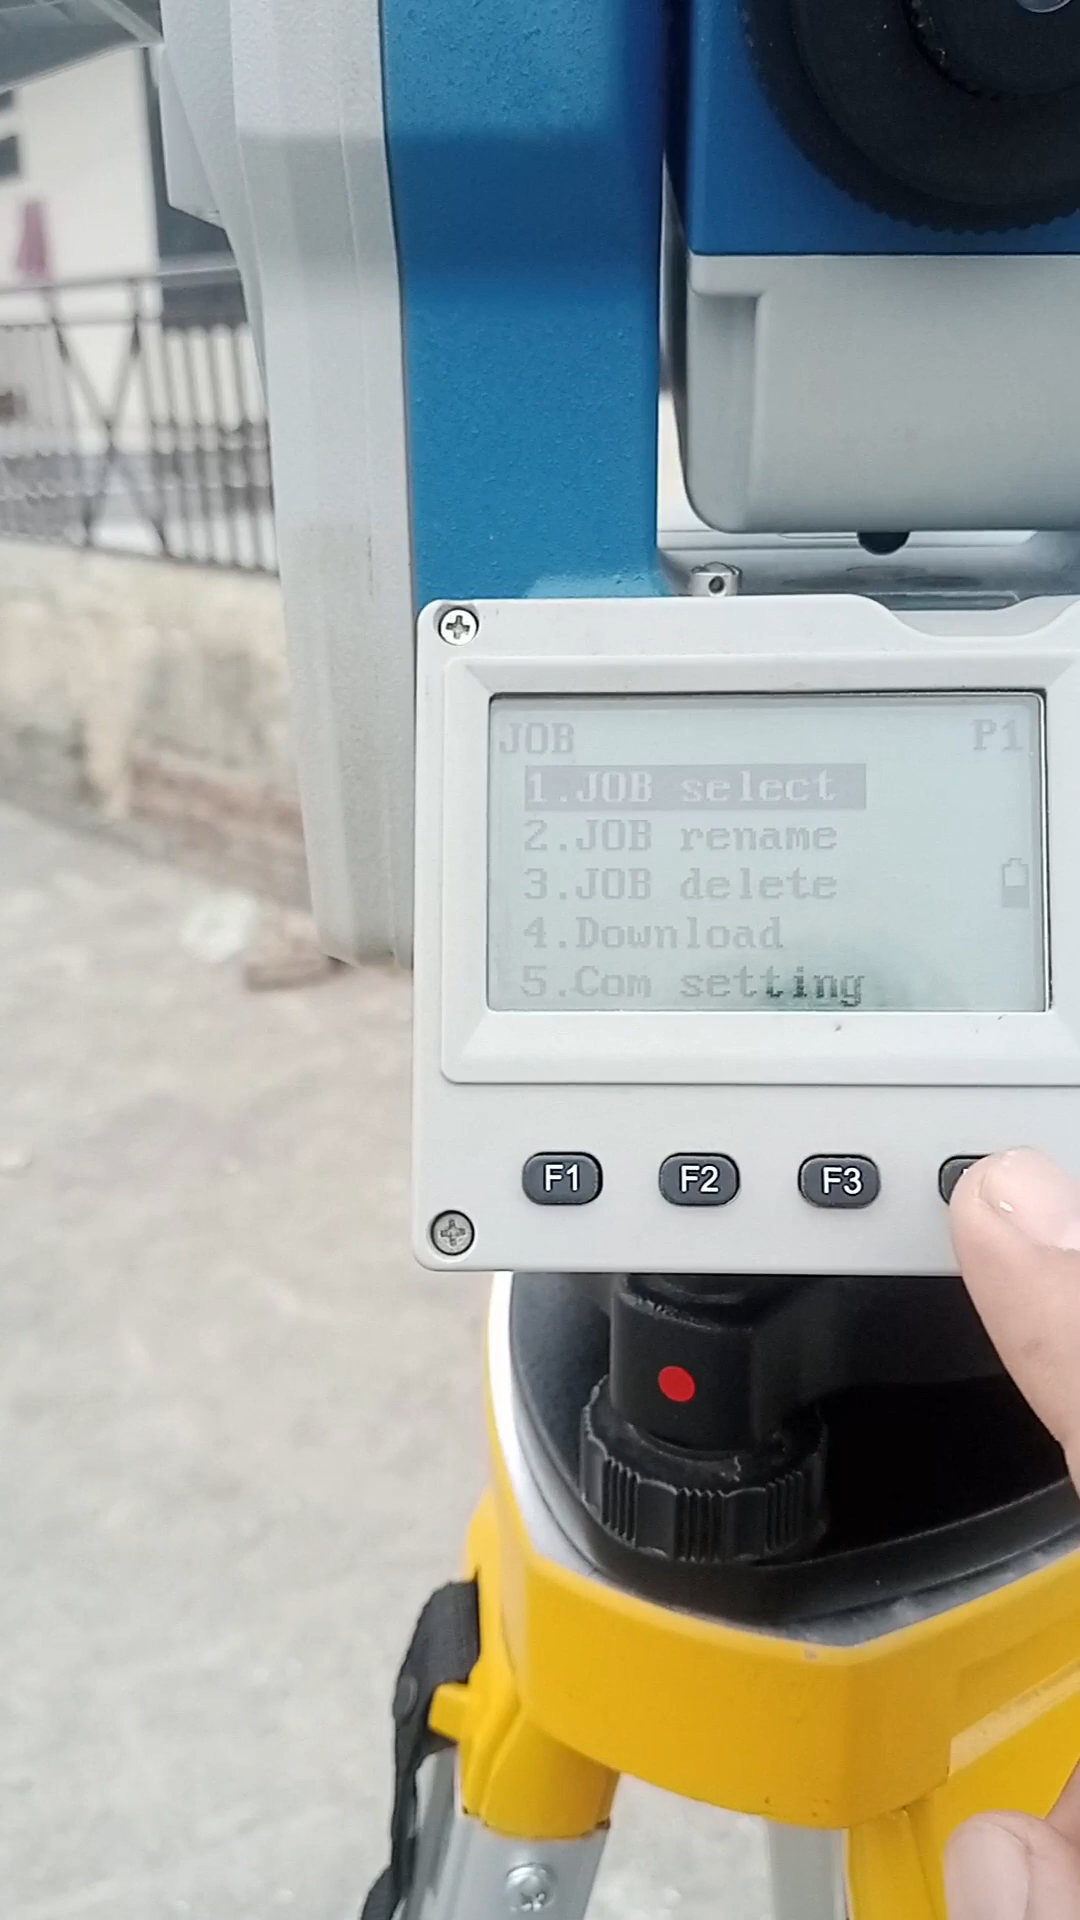 JOB P1
1.JOB select
2.JOB rename
3.JOB delete
4.Download
5.Com setting
F1 F2 F3